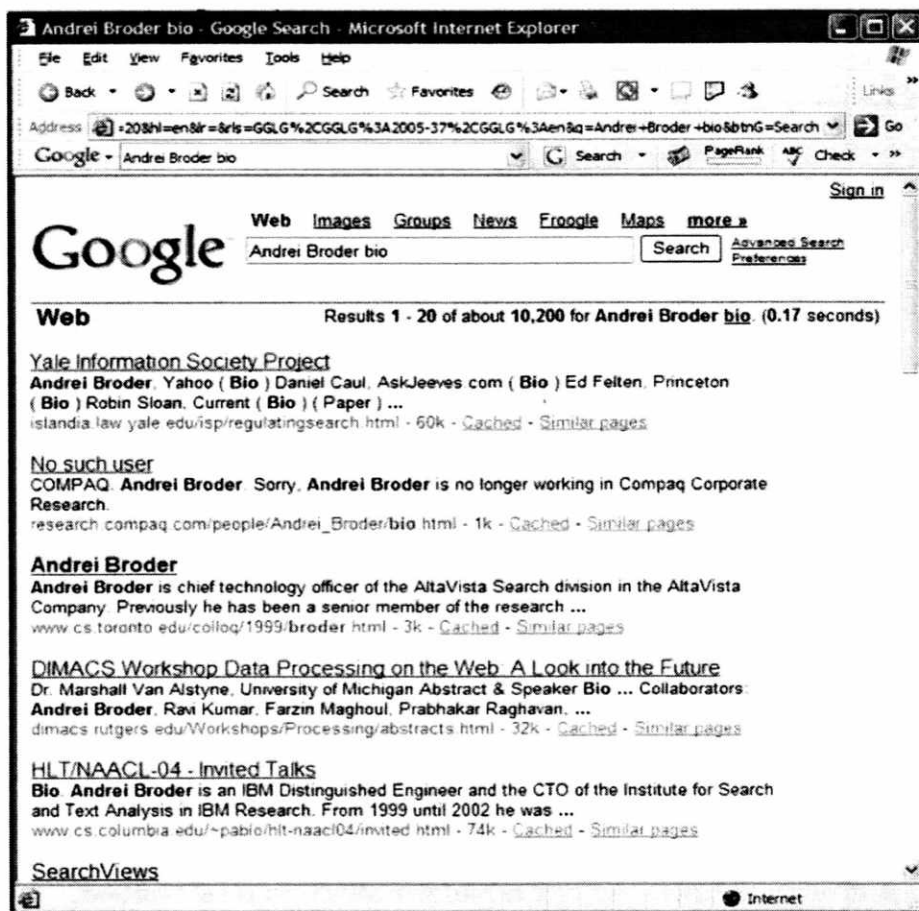 Andrei Broder bio - Google Search - Microsoft Internet Explorer
File Edit View Favorites Tools Help
Back Search Favorites Links »
Address =20&hl=en&lr=&rls=GGLG%2CGGLG%3A2005-37%2CGGLG%3Aen&q=Andrei+Broder+bio&btnG=Search Go
Google Andrei Broder bio G Search PageRank ABC Check »
Sign in
Web Images Groups News Froogle Maps more »
Google Andrei Broder bio Search Advanced Search
Preferences
Web Results 1 - 20 of about 10,200 for Andrei Broder bio. (0.17 seconds)
Yale Information Society Project
Andrei Broder, Yahoo ( Bio ) Daniel Caul, AskJeeves.com ( Bio ) Ed Felten, Princeton
( Bio ) Robin Sloan, Current ( Bio ) ( Paper ) ...
islandia.law.yale.edu/isp/regulatingsearch.html - 60k - Cached - Similar pages
No such user
COMPAQ. Andrei Broder. Sorry, Andrei Broder is no longer working in Compaq Corporate
Research.
research.compaq.com/people/Andrei_Broder/bio.html - 1k - Cached - Similar pages
Andrei Broder
Andrei Broder is chief technology officer of the AltaVista Search division in the AltaVista
Company. Previously he has been a senior member of the research ...
www.cs.toronto.edu/colloq/1999/broder.html - 3k - Cached - Similar pages
DIMACS Workshop Data Processing on the Web: A Look into the Future
Dr. Marshall Van Alstyne, University of Michigan Abstract & Speaker Bio ... Collaborators:
Andrei Broder, Ravi Kumar, Farzin Maghoul, Prabhakar Raghavan, ...
dimacs.rutgers.edu/Workshops/Processing/abstracts.html - 32k - Cached - Similar pages
HLT/NAACL-04 - Invited Talks
Bio. Andrei Broder is an IBM Distinguished Engineer and the CTO of the Institute for Search
and Text Analysis in IBM Research. From 1999 until 2002 he was ...
www.cs.columbia.edu/~pablo/hlt-naacl04/invited.html - 74k - Cached - Similar pages
SearchViews
Internet